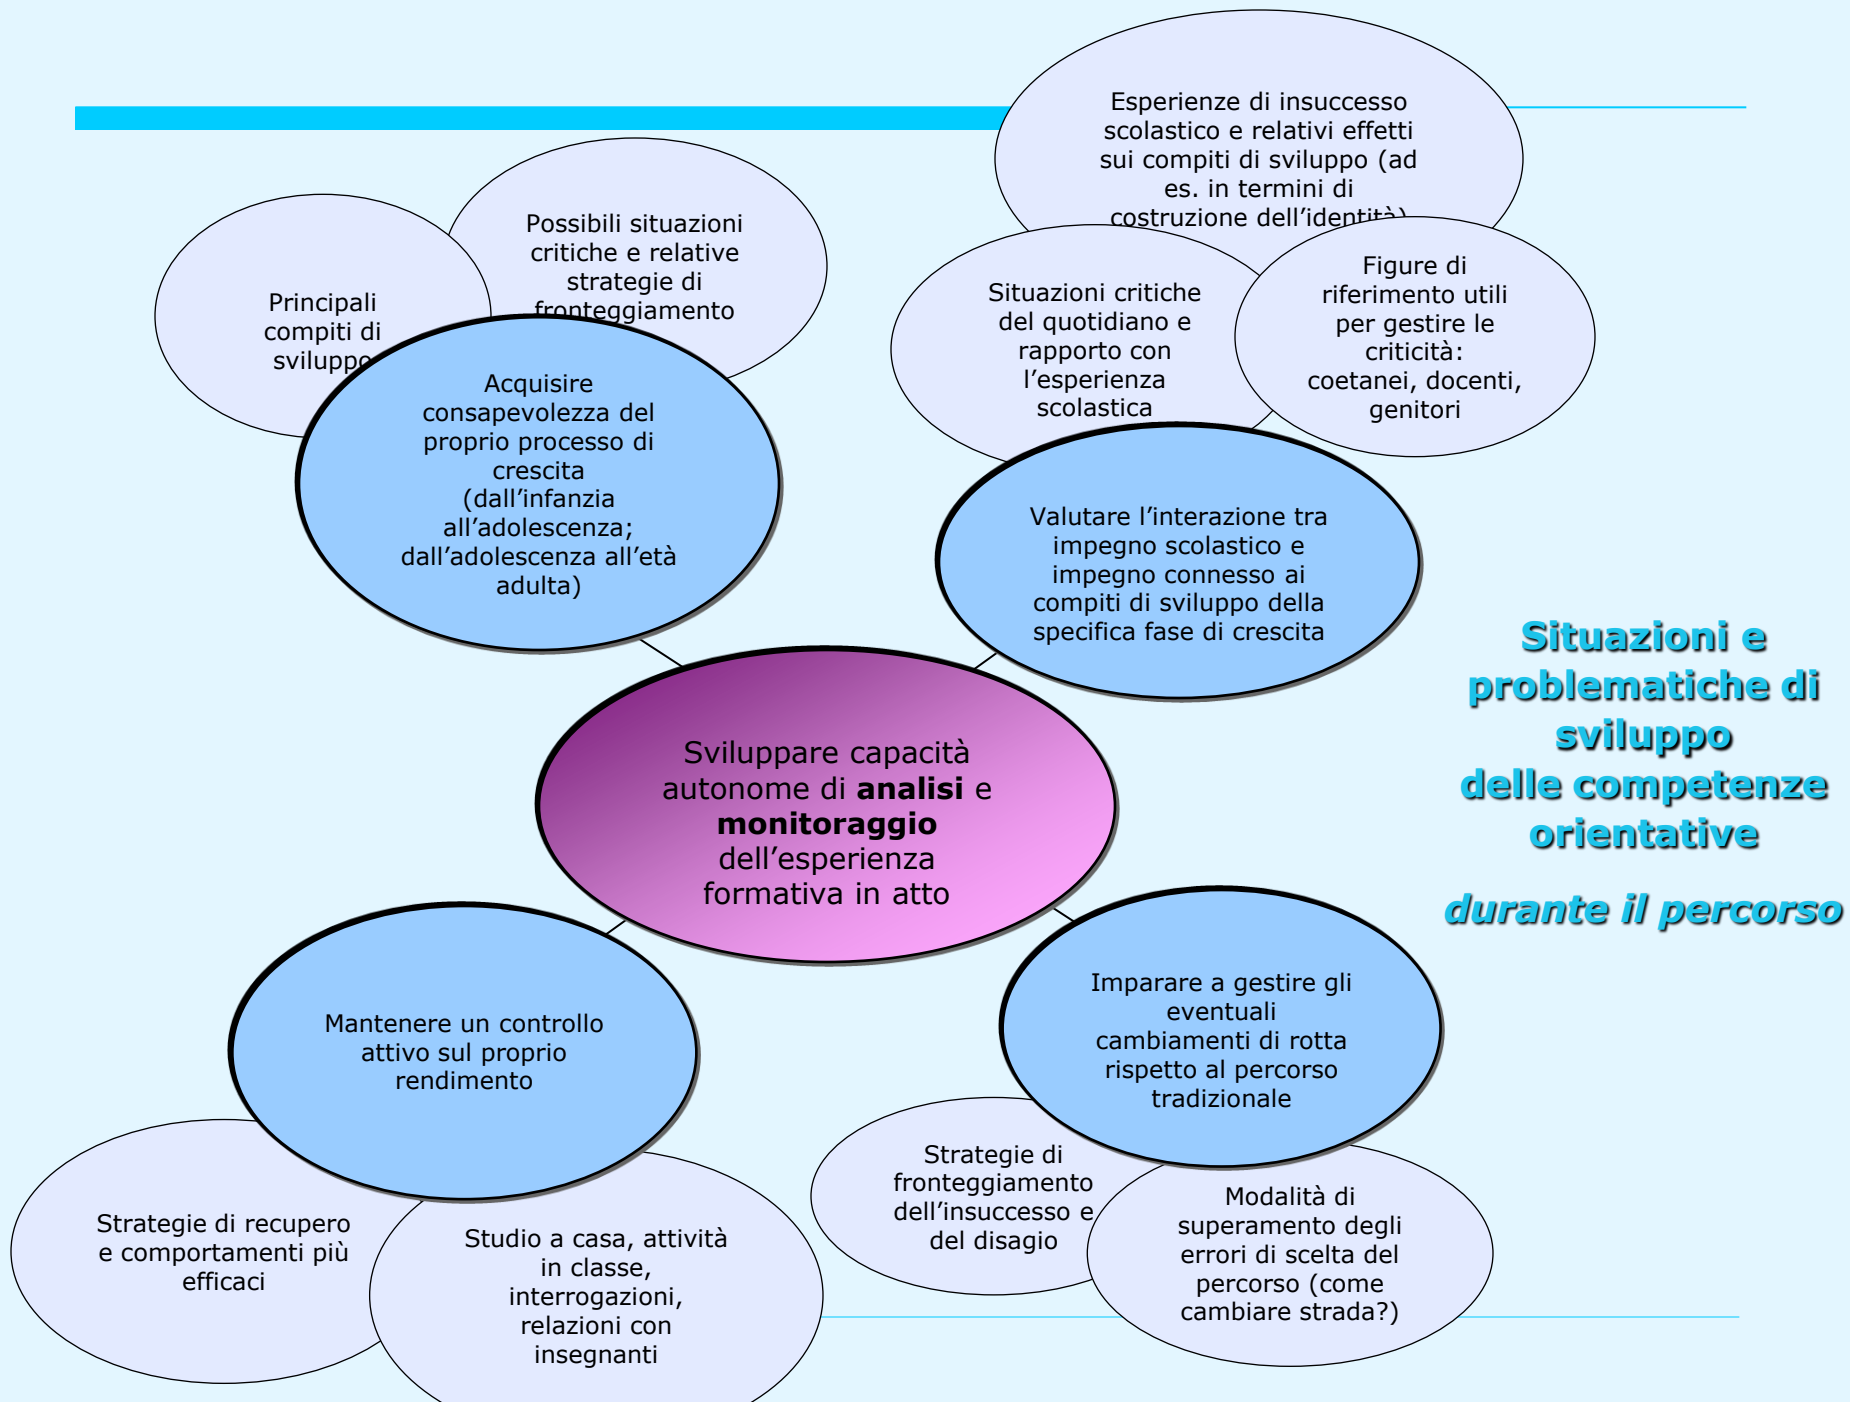 Esperienze di insuccesso
scolastico e relativi effetti
sui compiti di sviluppo (ad
es. in termini di
costruzione dell’identità)
Possibili situazioni
critiche e relative
strategie di
fronteggiamento
Principali
compiti di
sviluppo
Situazioni critiche
del quotidiano e
rapporto con
l’esperienza
scolastica
Figure di
riferimento utili
per gestire le
criticità:
coetanei, docenti,
genitori
Acquisire
consapevolezza del
proprio processo di
crescita
(dall’infanzia
all’adolescenza;
dall’adolescenza all’età
adulta)
Valutare l’interazione tra
impegno scolastico e
impegno connesso ai
compiti di sviluppo della
specifica fase di crescita
Situazioni e
problematiche di
sviluppo
delle competenze
orientative
durante il percorso
Sviluppare capacità
autonome di analisi e
monitoraggio
dell’esperienza
formativa in atto
Mantenere un controllo
attivo sul proprio
rendimento
Imparare a gestire gli
eventuali
cambiamenti di rotta
rispetto al percorso
tradizionale
Strategie di recupero
e comportamenti più
efficaci
Studio a casa, attività
in classe,
interrogazioni,
relazioni con
insegnanti
Strategie di
fronteggiamento
dell’insuccesso e
del disagio
Modalità di
superamento degli
errori di scelta del
percorso (come
cambiare strada?)